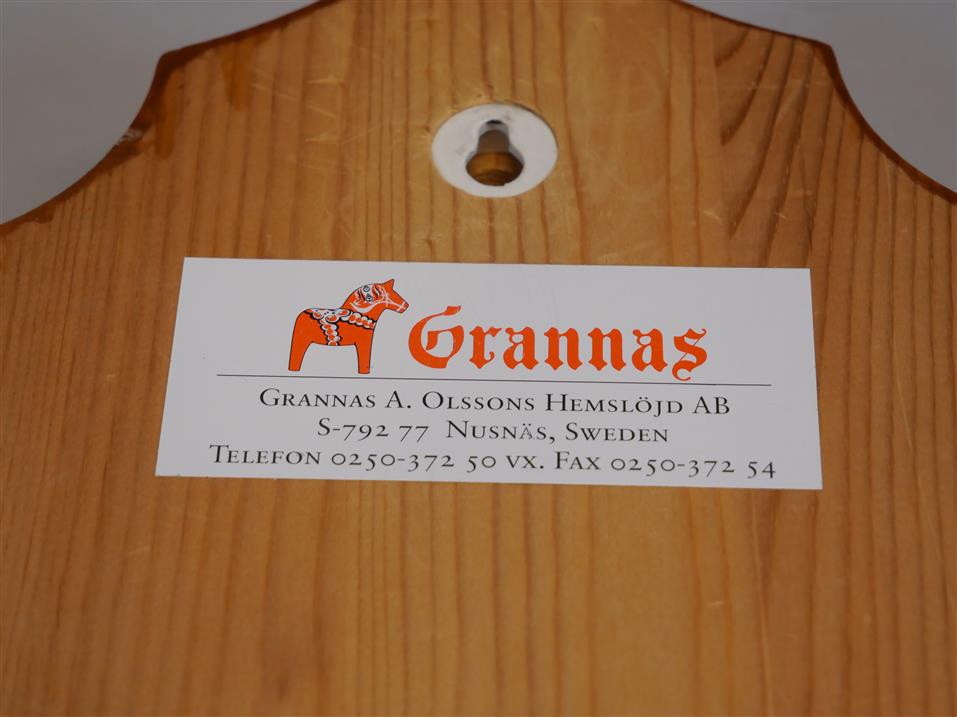 Grannas
GRANNAS A. OLSSONS HEMSLÖJD AB
S-792 77 NUSNÄS, SWEDEN
TELEFON 0250-372 50 VX. FAX 0250-372 54